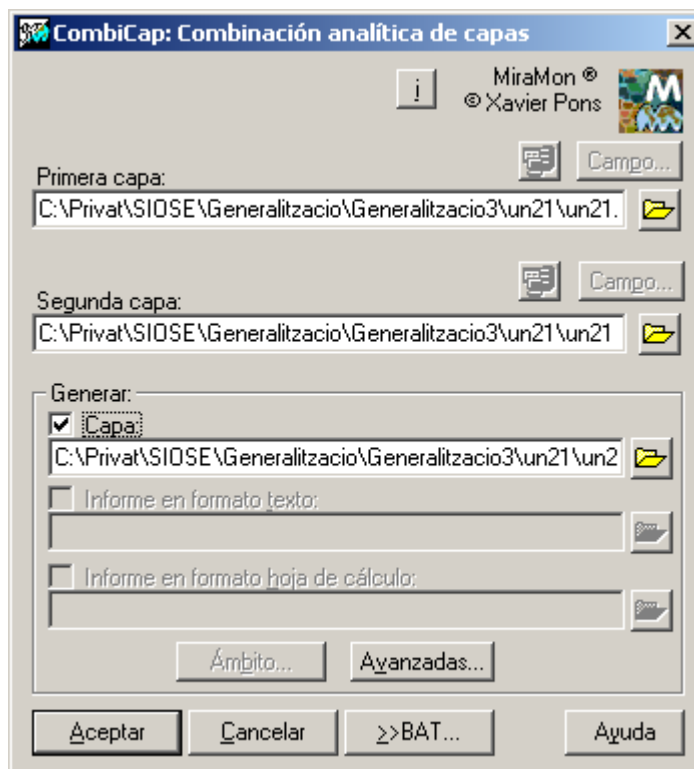 CombiCap: Combinación analítica de capas
i
MiraMon ®
© Xavier Pons
M
Campo...
Primera capa:
C:\Privat\SIOSE\Generalitzacio\Generalitzacio3\un21\un21.
Campo...
Segunda capa:
C:\Privat\SIOSE\Generalitzacio\Generalitzacio3\un21\un21
Generar:
Capa:
C:\Privat\SIOSE\Generalitzacio\Generalitzacio3\un21\un2
Informe en formato texto:
Informe en formato hoja de cálculo:
Ámbito... Avanzadas...
Aceptar Cancelar >>BAT... Ayuda